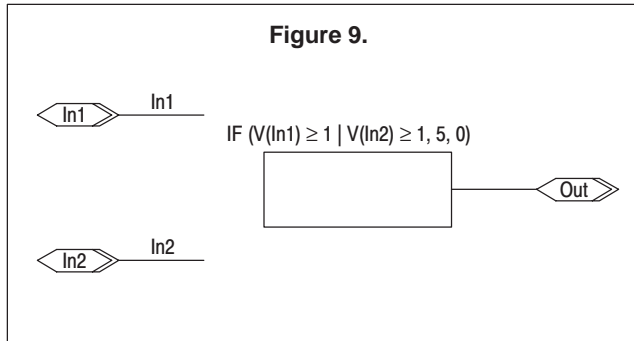 Figure 9.
In1 In1
IF (V(In1) ≥ 1 | V(In2) ≥ 1, 5, 0)
Out
In2 In2